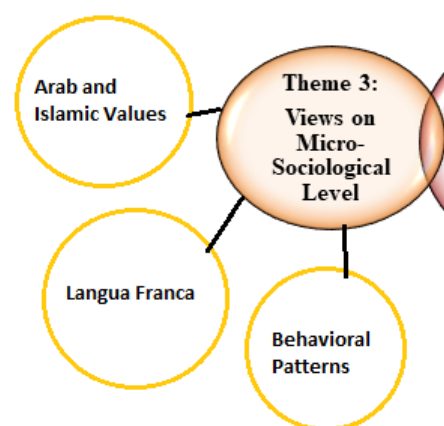 Arab and
Islamic Values
Theme 3:
Views on
Micro-
Sociological
Level
Langua Franca
Behavioral
Patterns